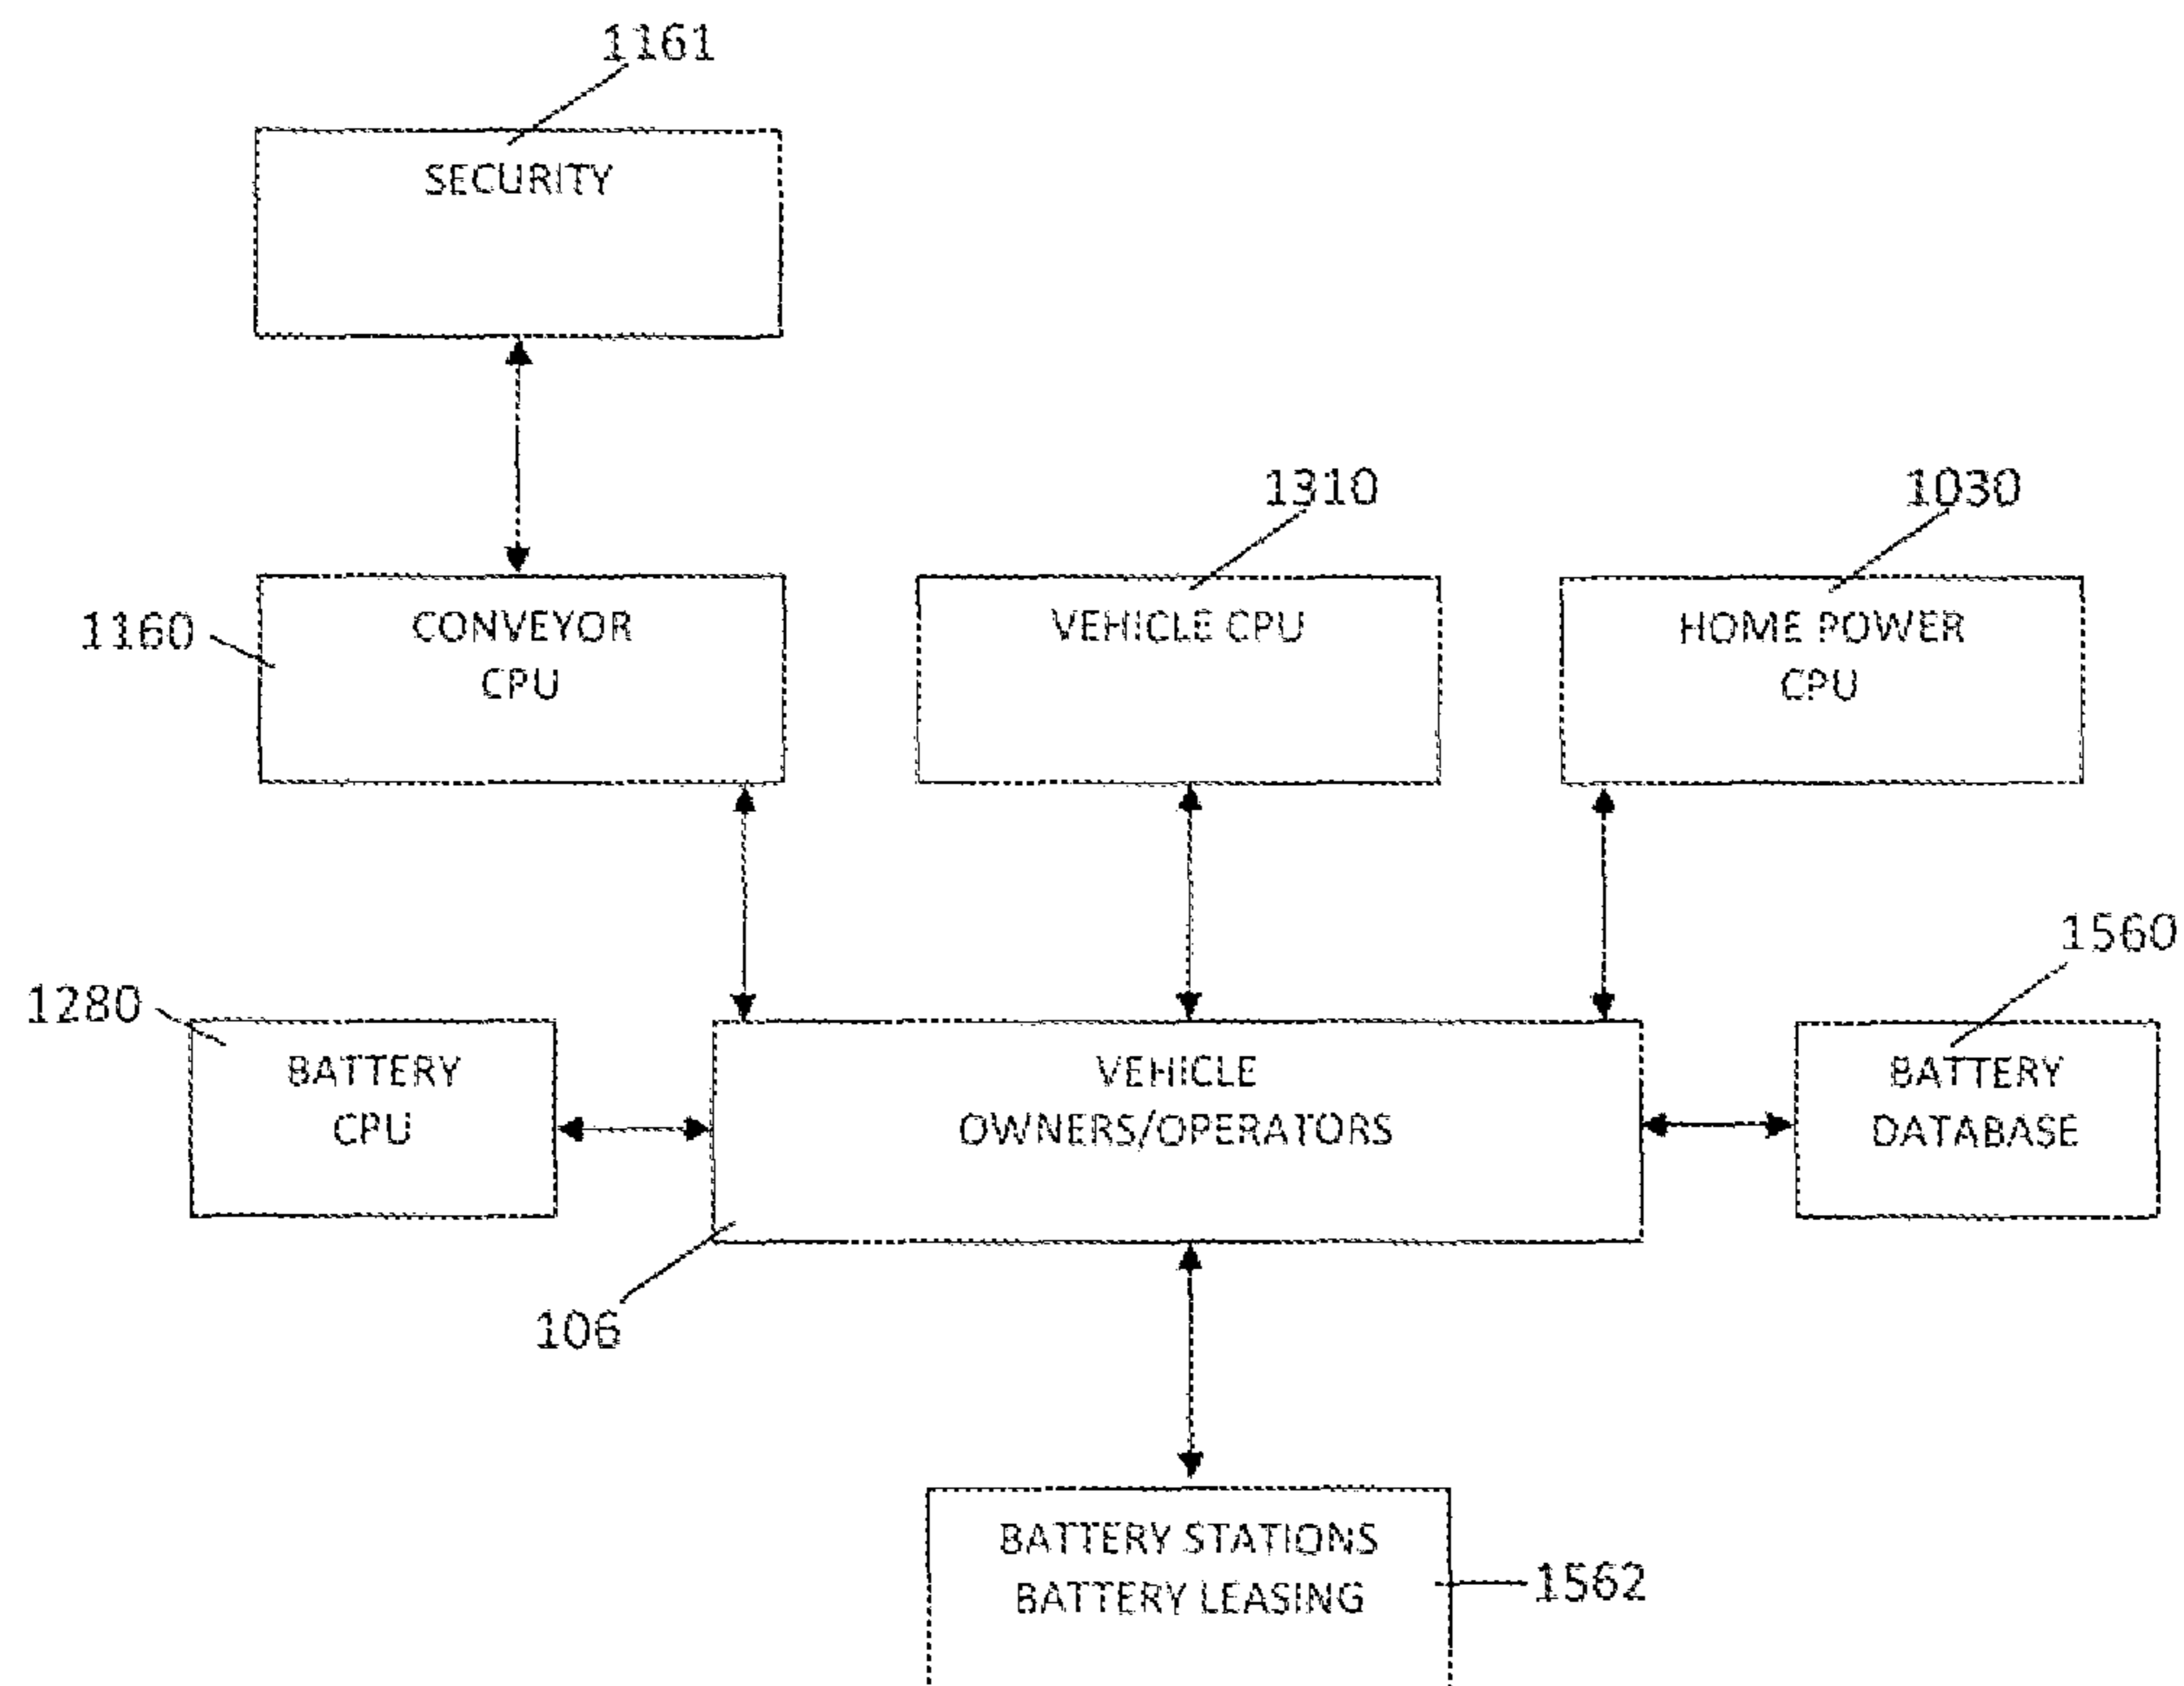 1161
SECURITY
1310
1030
1160
CONVEYOR
CPU
VEHICLE CPU
HOME POWER
CPU
1560
1280
BATTERY
CPU
VEHICLE
OWNERS/OPERATORS
BATTERY
DATABASE
106
BATTERY STATIONS
BATTERY LEASING
1562